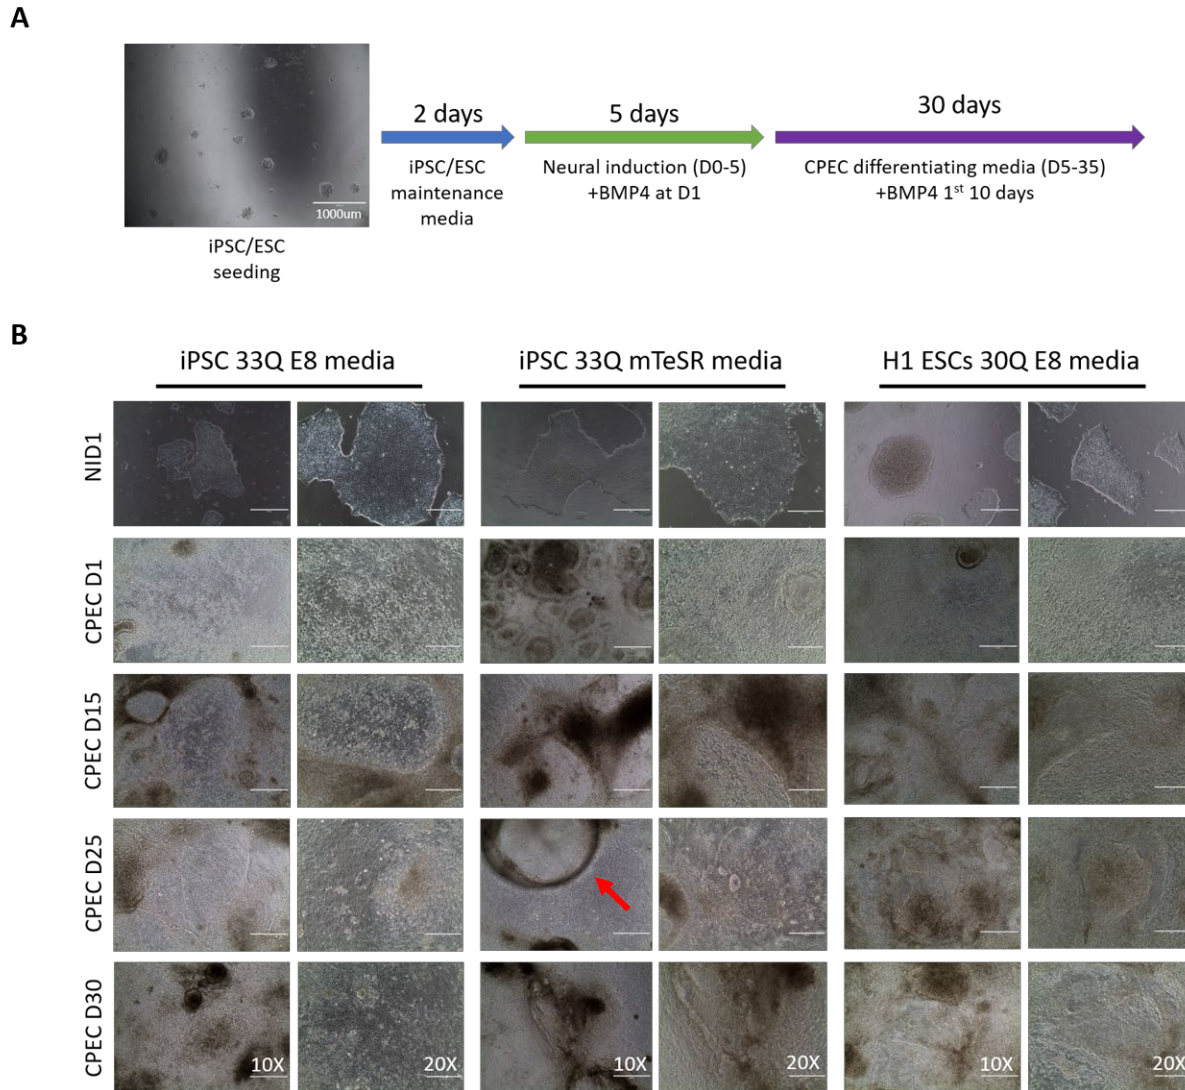 A
2 days
5 days
30 days
iPSC/ESC
maintenance
media
Neural induction (D0-5)
+BMP4 at D1
CPEC differentiating media (D5-35)
+BMP4 1st 10 days
1000um
iPSC/ESC
seeding
B
iPSC 33Q E8 media
iPSC 33Q mTeSR media
H1 ESCs 30Q E8 media
NID1
CPEC D1
CPEC D15
CPEC D25
CPEC D30
10X
20X
10X
20X
10X
20X